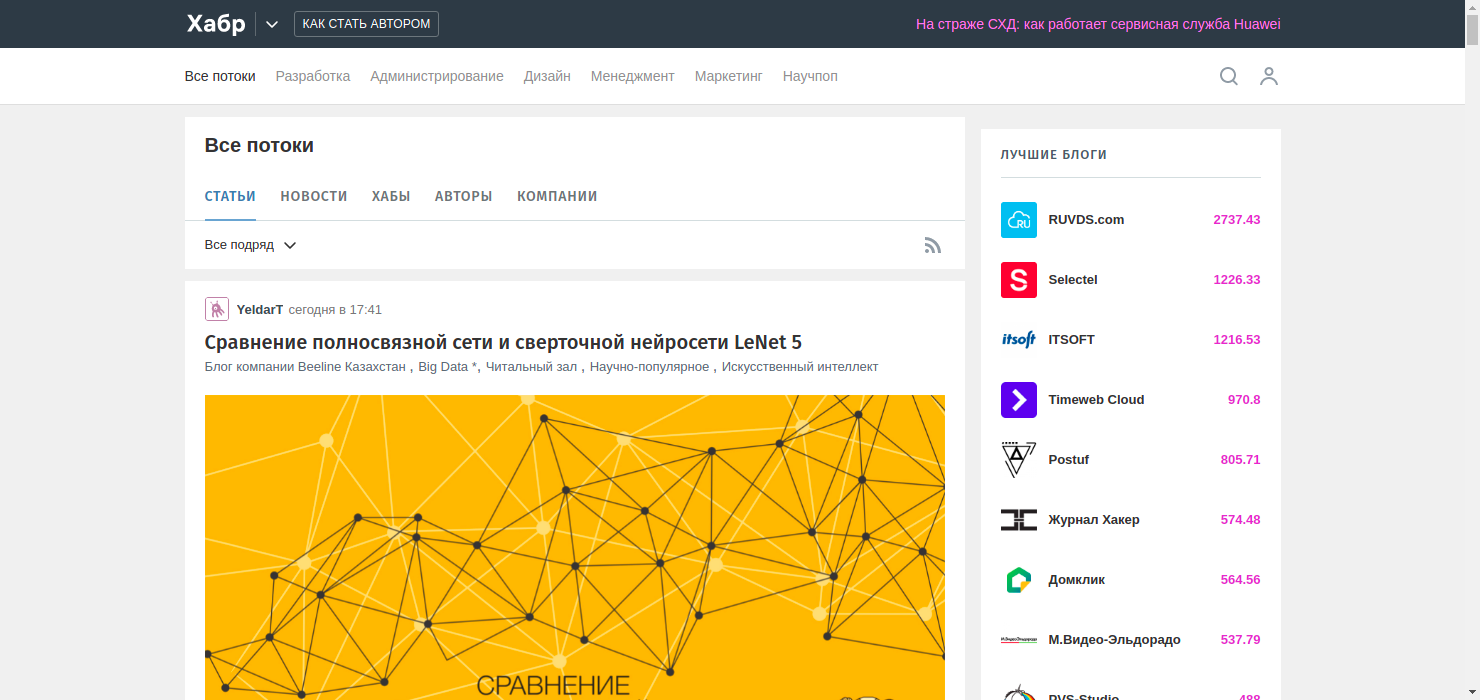 Хабр
КАК СТАТЬ АВТОРОМ
На страже СХД: как работает сервисная служба Huawei
Все потоки Разработка Администрирование Дизайн Менеджмент Маркетинг Научпоп
Все потоки
СТАТЬИ НОВОСТИ ХАБЫ АВТОРЫ КОМПАНИИ
Все подряд
YeldarT сегодня в 17:41
Сравнение полносвязной сети и сверточной нейросети LeNet 5
Блог компании Beeline Казахстан , Big Data *, Читальный зал , Научно-популярное , Искусственный интеллект
СРАВНЕНИЕ
ЛУЧШИЕ БЛОГИ
RU
RUVDS.com 2737.43
S
Selectel 1226.33
itsoft
ITSOFT 1216.53
Timeweb Cloud 970.8
Postuf 805.71
Журнал Хакер 574.48
Домклик 564.56
М.Видео-Эльдорадо
М.Видео-Эльдорадо 537.79
PVS-Studio 488